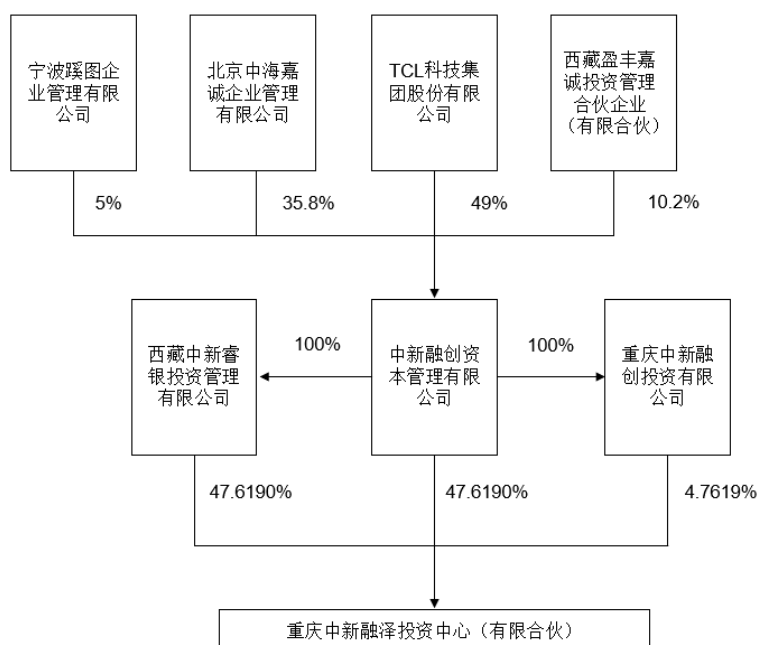 宁波蹊图企
业管理有限
公司
北京中海嘉
诚企业管理
有限公司
TCL科技集
团股份有限
公司
西藏盈丰嘉
诚投资管理
合伙企业
（有限合伙）
5%
35.8%
49%
10.2%
西藏中新睿
银投资管理
有限公司
100%
中新融创资
本管理有限
公司
100%
重庆中新融
创投资有限
公司
47.6190%
47.6190%
4.7619%
重庆中新融泽投资中心（有限合伙）